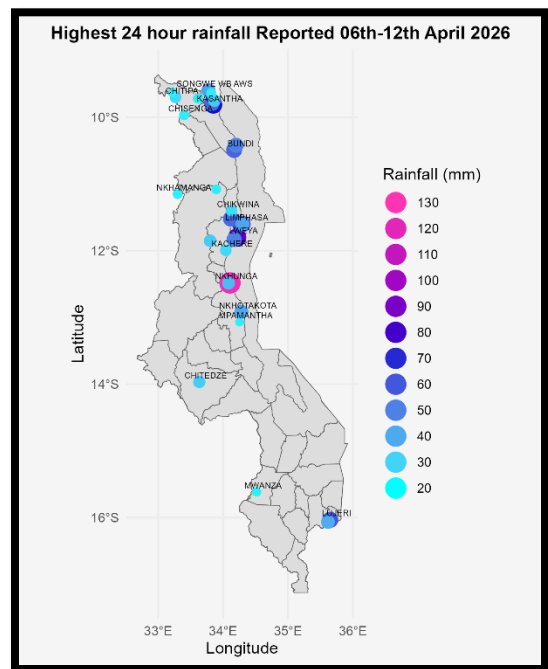 Highest 24 hour rainfall Reported 06th-12th April 2026
SONGWE WB AWS
CHITIPA
KASANTHA
CHISENGA
10°S
BUNDI
NKHAMANGA
CHIKWINA
LIMPHASA
KACHERE
12°S
NKHUNGA
NKHOTAKOTA
MPAMANTHA
CHITEDZE
14°S
MWANZA
LUJERI
16°S
33°E 34°E 35°E 36°E
Longitude
Latitude
Rainfall (mm)
130
120
110
100
90
80
70
60
50
40
30
20